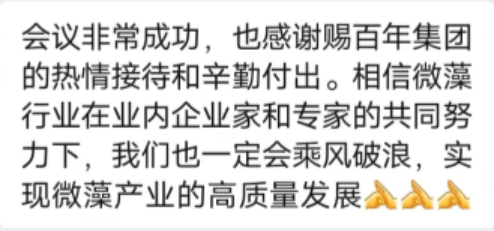 会议非常成功，也感谢赐百年集团
的热情接待和辛勤付出。相信微藻
行业在业内企业家和专家的共同努
力下，我们也一定会乘风破浪，实
现微藻产业的高质量发展💪💪💪